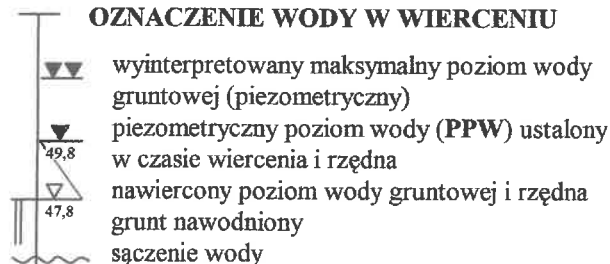 OZNACZENIE WODY W WIERCENIU
wyinterpretowany maksymalny poziom wody
gruntowej (piezometryczny)
piezometryczny poziom wody (PPW) ustalony
49,8
w czasie wiercenia i rzędna
nawiercony poziom wody gruntowej i rzędna
47,8
grunt nawodniony
sączenie wody